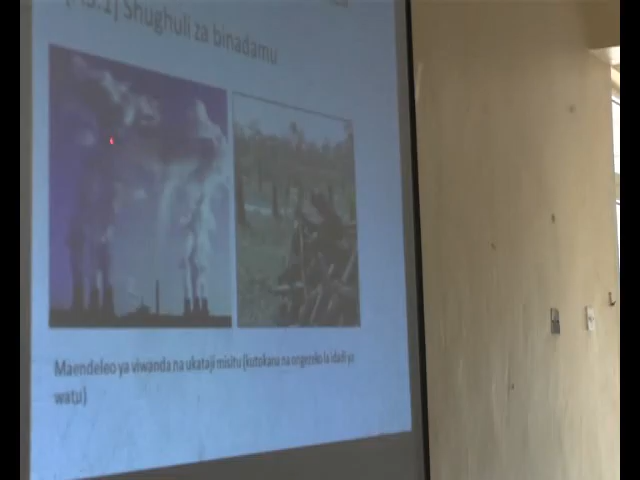 Shughuli za binadamu
Maendeleo ya viwanda na ukataji misitu (kutokana na ongezeko la idadi ya
watu)